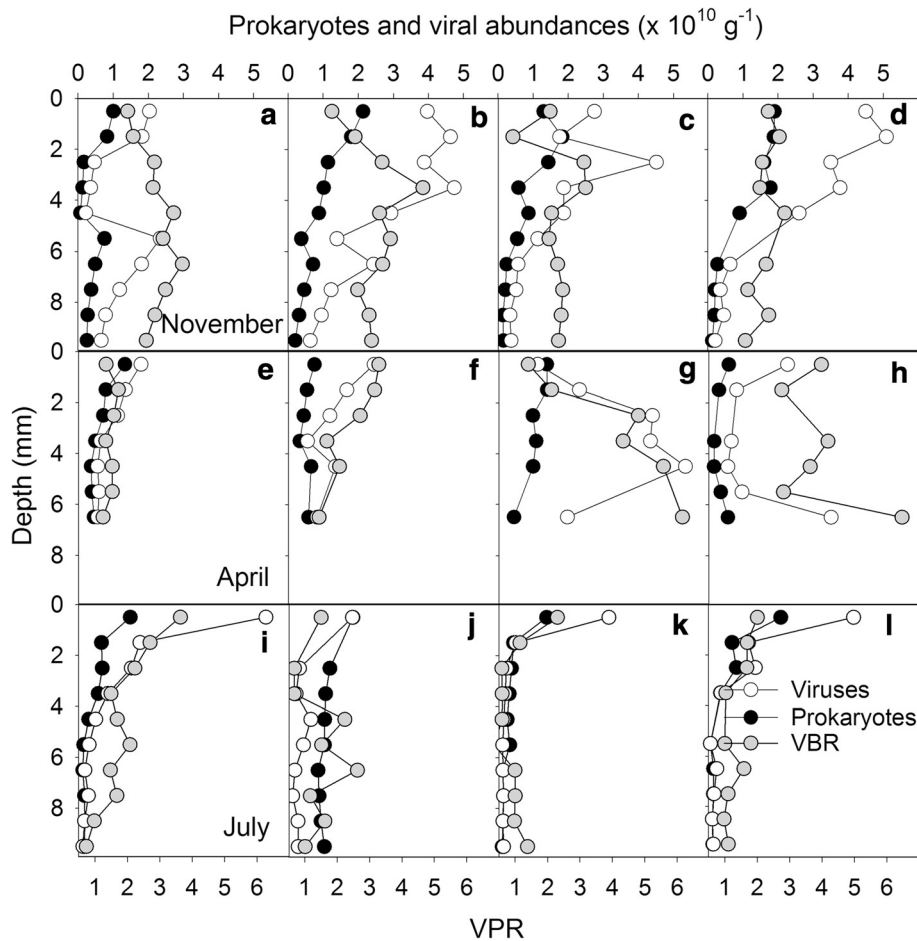 Prokaryotes and viral abundances (x 10¹⁰ g⁻¹)
0 1 2 3 4 5 0 1 2 3 4 5 0 1 2 3 4 5 0 1 2 3 4 5
0
2
4
6
8
a
b
c
d
November
Depth (mm)
0
2
4
6
8
e
f
g
h
April
0
2
4
6
8
i
j
k
l
Viruses
Prokaryotes
VBR
July
1 2 3 4 5 6 1 2 3 4 5 6 1 2 3 4 5 6 1 2 3 4 5 6
VPR